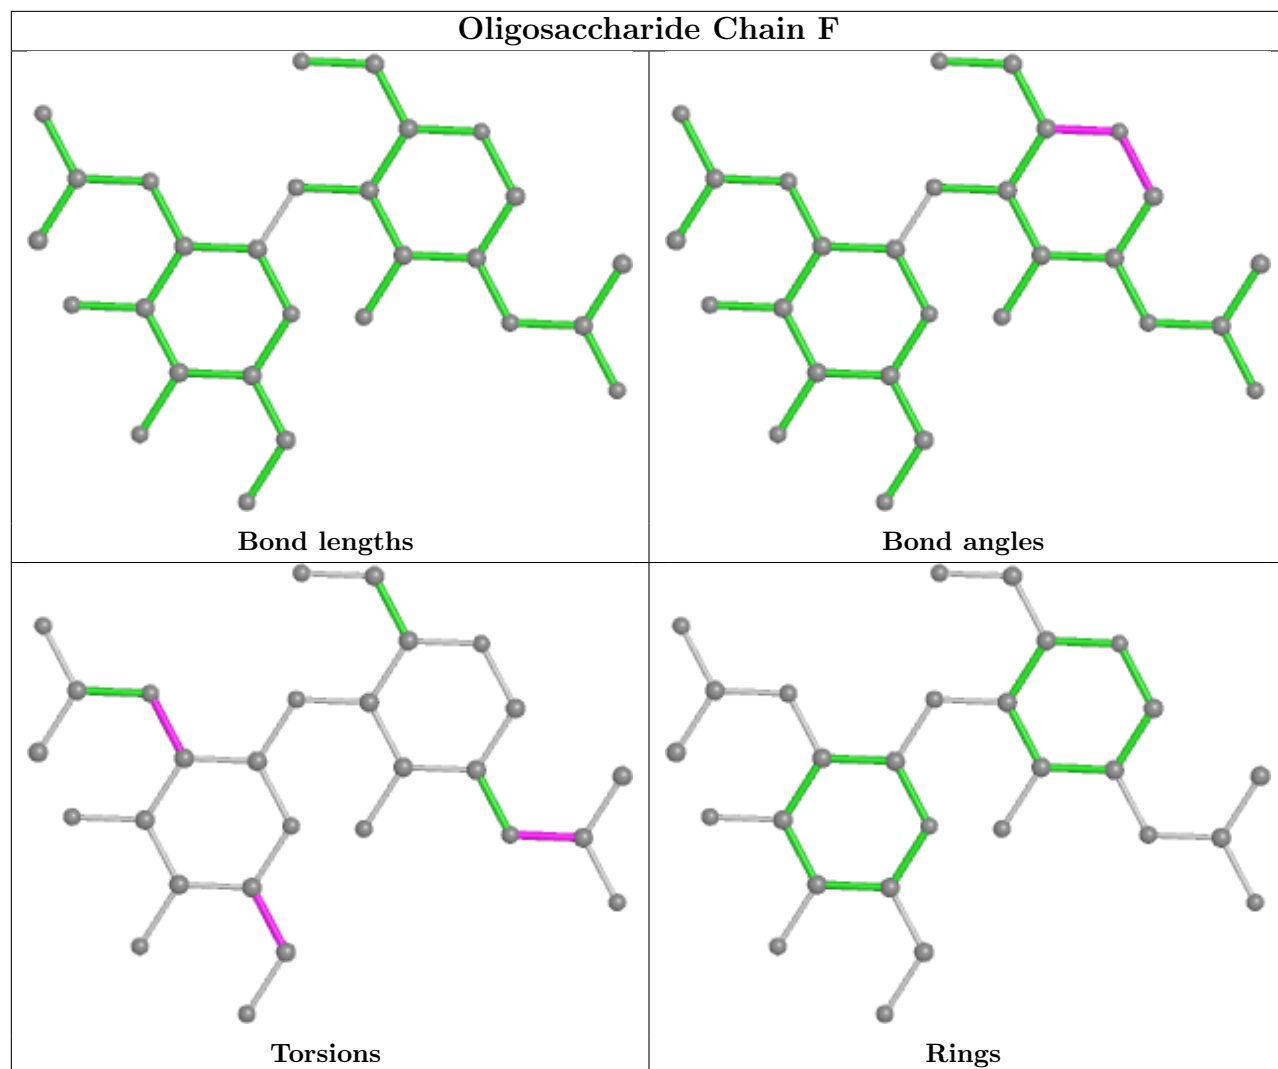 Oligosaccharide Chain F
Bond lengths
Bond angles
Torsions
Rings